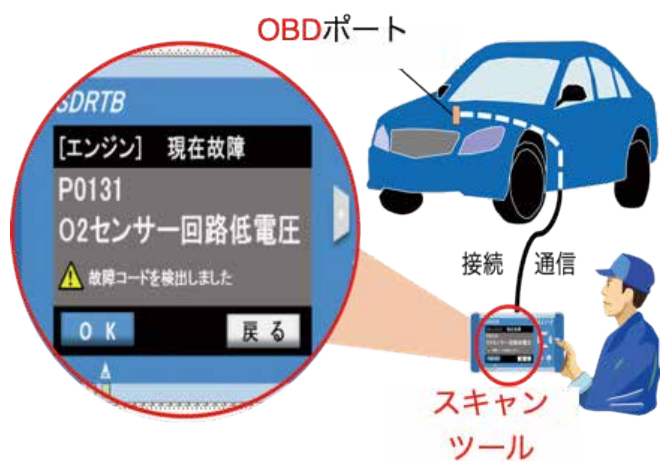 OBDポート
SDRTB
[エンジン] 現在故障
P0131
O2センサー回路低電圧
故障コードを検出しました
OK
戻る
接続 通信
スキャン
ツール